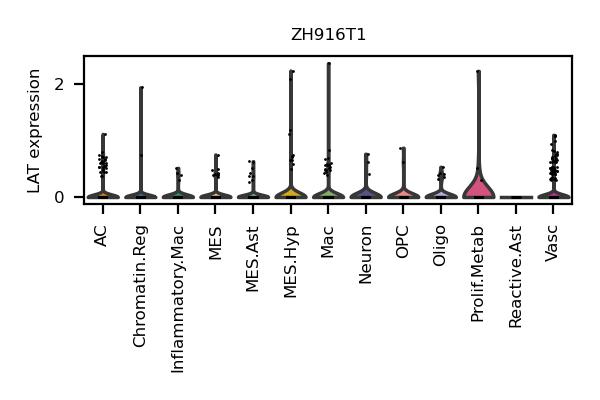 ZH916T1
LAT expression
2
0
AC
Chromatin.Reg
Inflammatory.Mac
MES
MES.Ast
MES.Hyp
Mac
Neuron
OPC
Oligo
Prolif.Metab
Reactive.Ast
Vasc